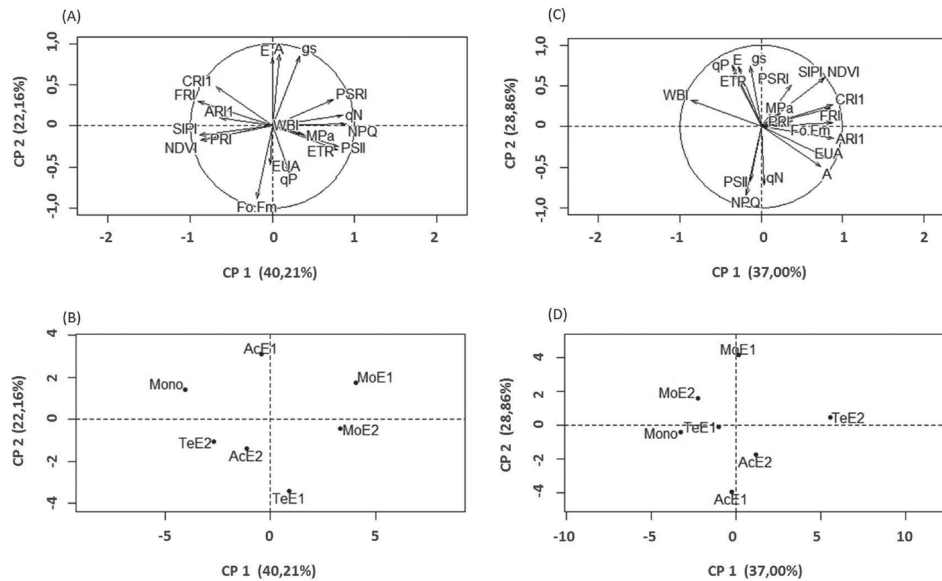 (A)
1,0
0,5
0,0
-0,5
-1,0
CP 2 (22,16%)
E A gs
CRI1
FRI
ARI1
PSRI
qN
WBI
NPQ
SIPI
PRI
MPa
NDVI
ETR PSII
EUA
qP
Fo:Fm
-2 -1 0 1 2
CP 1 (40,21%)
(C)
1,0
0,5
0,0
-0,5
-1,0
CP 2 (28,86%)
qP E gs
ETR PSRI SIPI NDVI
WBI
MPa CRI1
PRI FRI
Fo:Fm ARI1
EUA
A
PSII qN
NPQ
-2 -1 0 1 2
CP 1 (37,00%)
(B)
4
2
0
-2
-4
CP 2 (22,16%)
AcE1
Mono MoE1
MoE2
TeE2
AcE2
TeE1
-5 0 5
CP 1 (40,21%)
(D)
4
2
0
-2
-4
CP 2 (28,86%)
MoE1
MoE2
TeE2
Mono TeE1
AcE2
AcE1
-10 -5 0 5 10
CP 1 (37,00%)